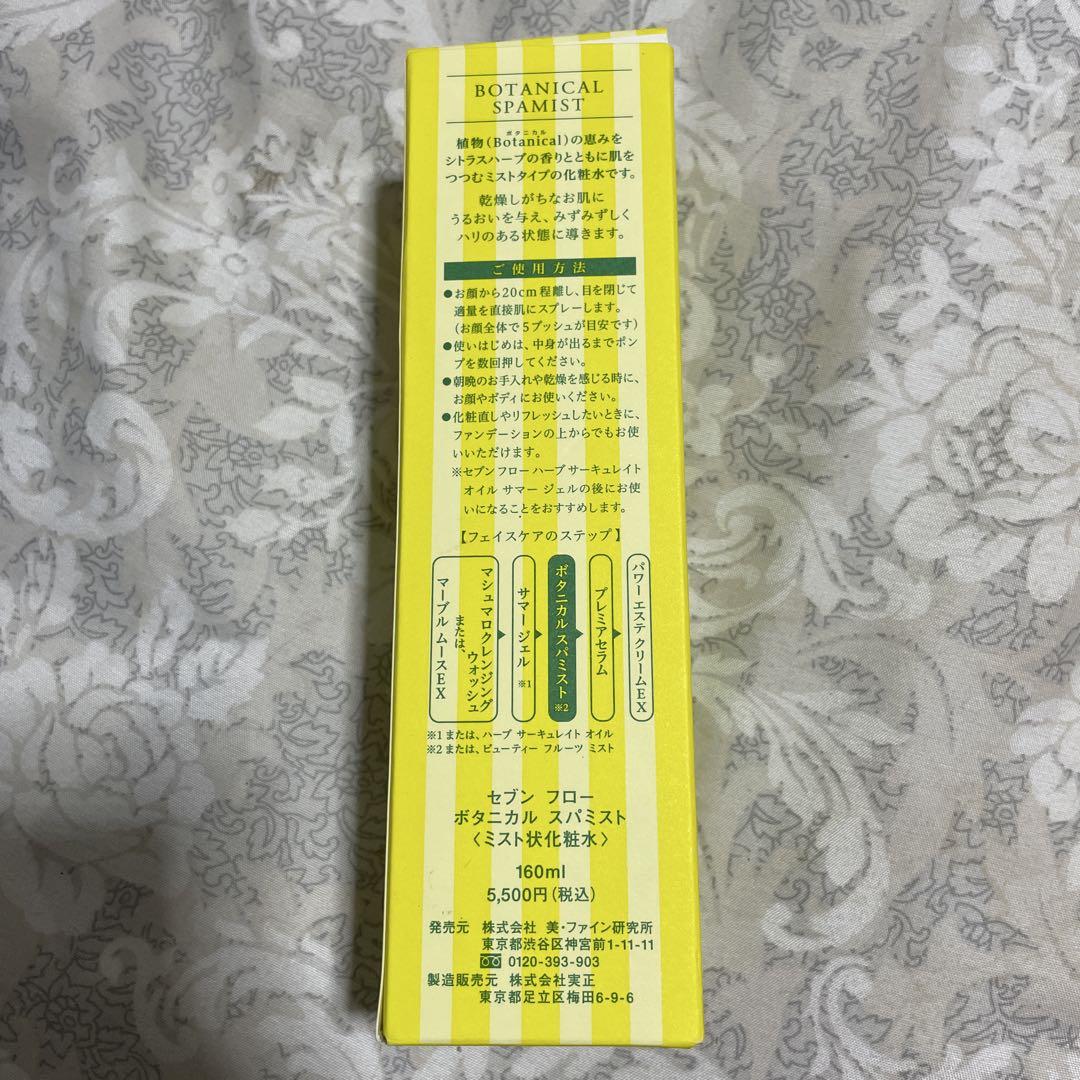 BOTANICAL
SPAMIST
ボタニカル
植物(Botanical)の恵みを
シトラスハーブの香りとともに肌を
つつむミストタイプの化粧水です。
乾燥しがちなお肌に
うるおいを与え、みずみずしく
ハリのある状態に導きます。
ご使用方法
●お顔から20cm程離し、目を閉じて
適量を直接肌にスプレーします。
(お顔全体で5プッシュが目安です)
●使いはじめは、中身が出るまでポン
プを数回押してください。
●朝晩のお手入れや乾燥を感じる時に、
お顔やボディにお使いください。
●化粧直しやリフレッシュしたいときに、
ファンデーションの上からでもお使
いいただけます。
※セブン フロー ハーブ サーキュレイト
オイル サマー ジェルの後にお使
いになることをおすすめします。
【フェイスケアのステップ】
マシュマロクレンジング
ウォッシュ
または、
マーブル ムースEX
サマー ジェル ※1
ボタニカル スパミスト ※2
プレミアセラム
パワー エステ クリームEX
※1 または、ハーブ サーキュレイト オイル
※2 または、ビューティー フルーツ ミスト
セブン フロー
ボタニカル スパミスト
〈ミスト状化粧水〉
160ml
5,500円(税込)
発売元 株式会社 美・ファイン研究所
東京都渋谷区神宮前1-11-11
0120-393-903
製造販売元 株式会社実正
東京都足立区梅田6-9-6